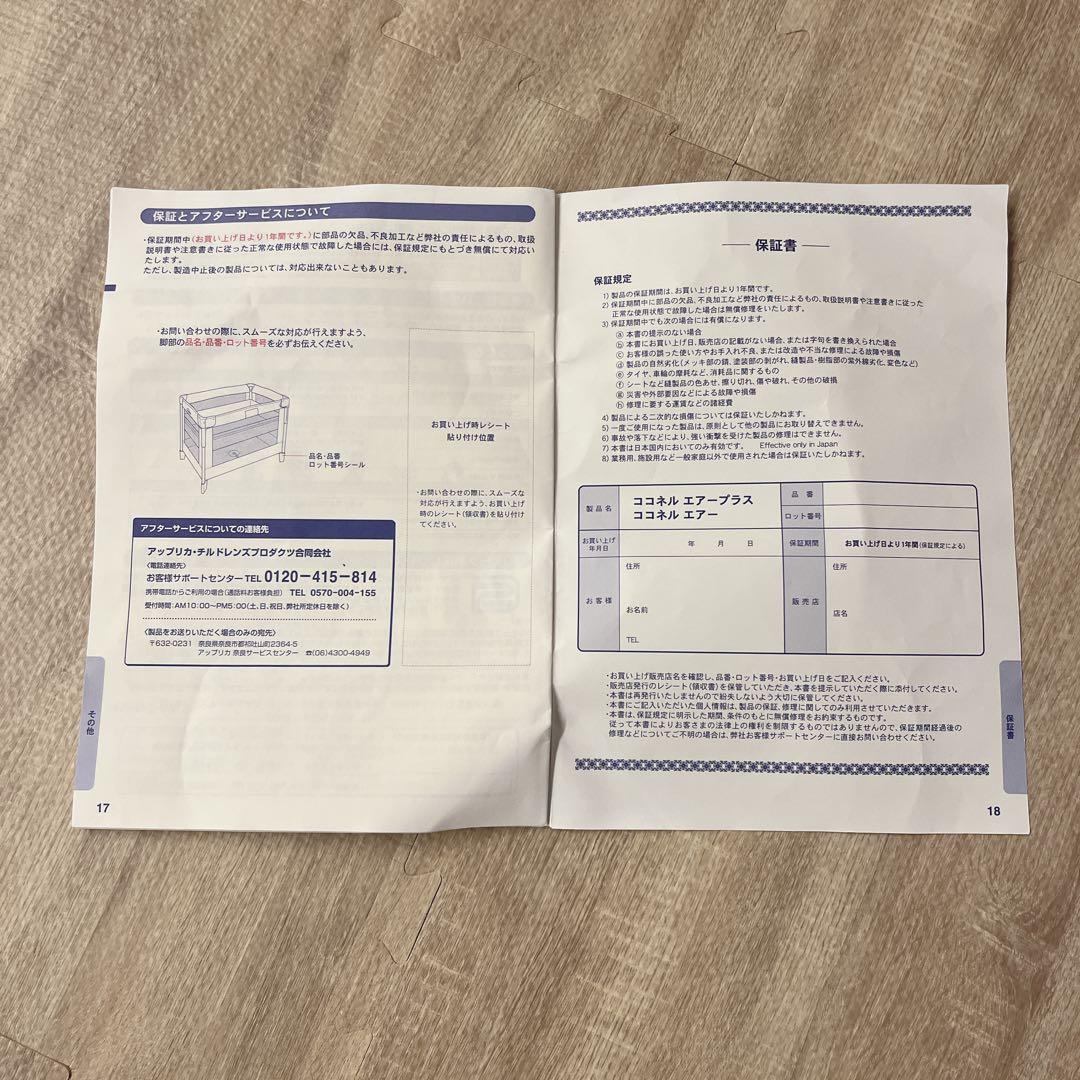 保証とアフターサービスについて
・保証期間中(お買い上げ日より1年間です。)に部品の欠品、不良加工など弊社の責任によるもの、取扱
説明書や注意書きに従った正常な使用状態で故障した場合には、保証規定にもとづき無償にて対応い
たします。
ただし、製造中止後の製品については、対応出来ないこともあります。
・お問い合わせの際に、スムーズな対応が行えますよう、
脚部の品名・品番・ロット番号を必ずお伝えください。
品名・品番
ロット番号シール
お買い上げ時レシート
貼り付け位置
・お問い合わせの際に、スムーズな
対応が行えますよう、お買い上げ
時のレシート(領収書)を貼り付け
てください。
アフターサービスについての連絡先
アップリカ・チルドレンズプロダクツ合同会社
〈電話連絡先〉
お客様サポートセンター TEL 0120-415-814
携帯電話からご利用の場合(通話料お客様負担) TEL 0570-004-155
受付時間:AM10:00〜PM5:00(土、日、祝日、弊社所定休日を除く)
〈製品をお送りいただく場合のみの宛先〉
〒632-0231 奈良県奈良市都祁吐山町2364-5
アップリカ 奈良サービスセンター ☎(06)4300-4949
その他
17
保証書
保証規定
1) 製品の保証期間は、お買い上げ日より1年間です。
2) 保証期間中に部品の欠品、不良加工など弊社の責任によるもの、取扱説明書や注意書きに従った
正常な使用状態で故障した場合は無償修理をいたします。
3) 保証期間中でも次の場合には有償になります。
ⓐ 本書の提示のない場合
ⓑ 本書にお買い上げ日、販売店の記載がない場合、または字句を書き換えられた場合
ⓒ お客様の誤った使い方やお手入れ不良、または改造や不当な修理による故障や損傷
ⓓ 製品の自然劣化(メッキ部の錆、塗装部の剥がれ、縫製品・樹脂部の紫外線劣化、変色など)
ⓔ タイヤ、車輪の摩耗など、消耗品に関するもの
ⓕ シートなど縫製品の色あせ、擦り切れ、傷や破れ、その他の破損
ⓖ 災害や外部要因などによる故障や損傷
ⓗ 修理に要する運賃などの諸経費
4) 製品による二次的な損傷については保証いたしかねます。
5) 一度ご使用になった製品は、原則として他の製品にお取り替えできません。
6) 事故や落下などにより、強い衝撃を受けた製品の修理はできません。
7) 本書は日本国内においてのみ有効です。 Effective only in Japan
8) 業務用、施設用など一般家庭以外で使用された場合は保証いたしかねます。
製品名
ココネル エアープラス
ココネル エアー
品番
ロット番号
お買い上げ
年月日
年 月 日
保証期間
お買い上げ日より1年間(保証規定による)
お客様
住所
お名前
TEL
販売店
住所
店名
・お買い上げ販売店名を確認し、品番・ロット番号・お買い上げ日をご記入ください。
・販売店発行のレシート(領収書)を保管していただき、本書を提示していただく際に添付してください。
・本書は再発行いたしませんので紛失しないよう大切に保管してください。
・本書にご記入いただいた個人情報は、製品の保証、修理に関してのみ利用させていただきます。
・本書は、保証規定に明示した期間、条件のもとに無償修理をお約束するものです。
従って本書によりお客さまの法律上の権利を制限するものではありませんので、保証期間経過後の
修理などについてご不明の場合は、弊社お客様サポートセンターに直接お問い合わせください。
保証書
18